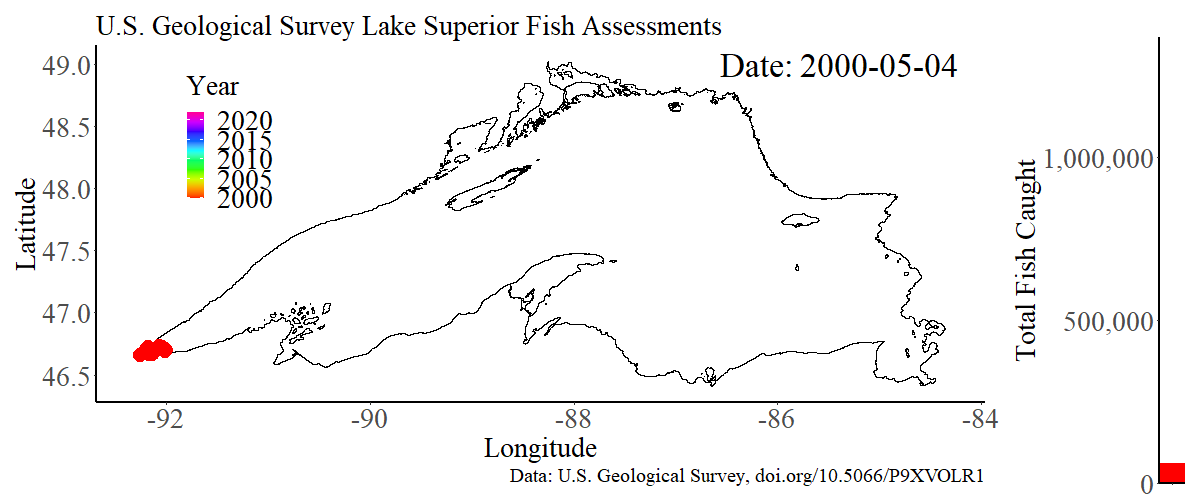 U.S. Geological Survey Lake Superior Fish Assessments
Date: 2000-05-04
Year
2020
2015
2010
2005
2000
Latitude
49.0
48.5
48.0
47.5
47.0
46.5
-92
-90
-88
-86
-84
Longitude
Data: U.S. Geological Survey, doi.org/10.5066/P9XVOLR1
Total Fish Caught
1,000,000
500,000
0